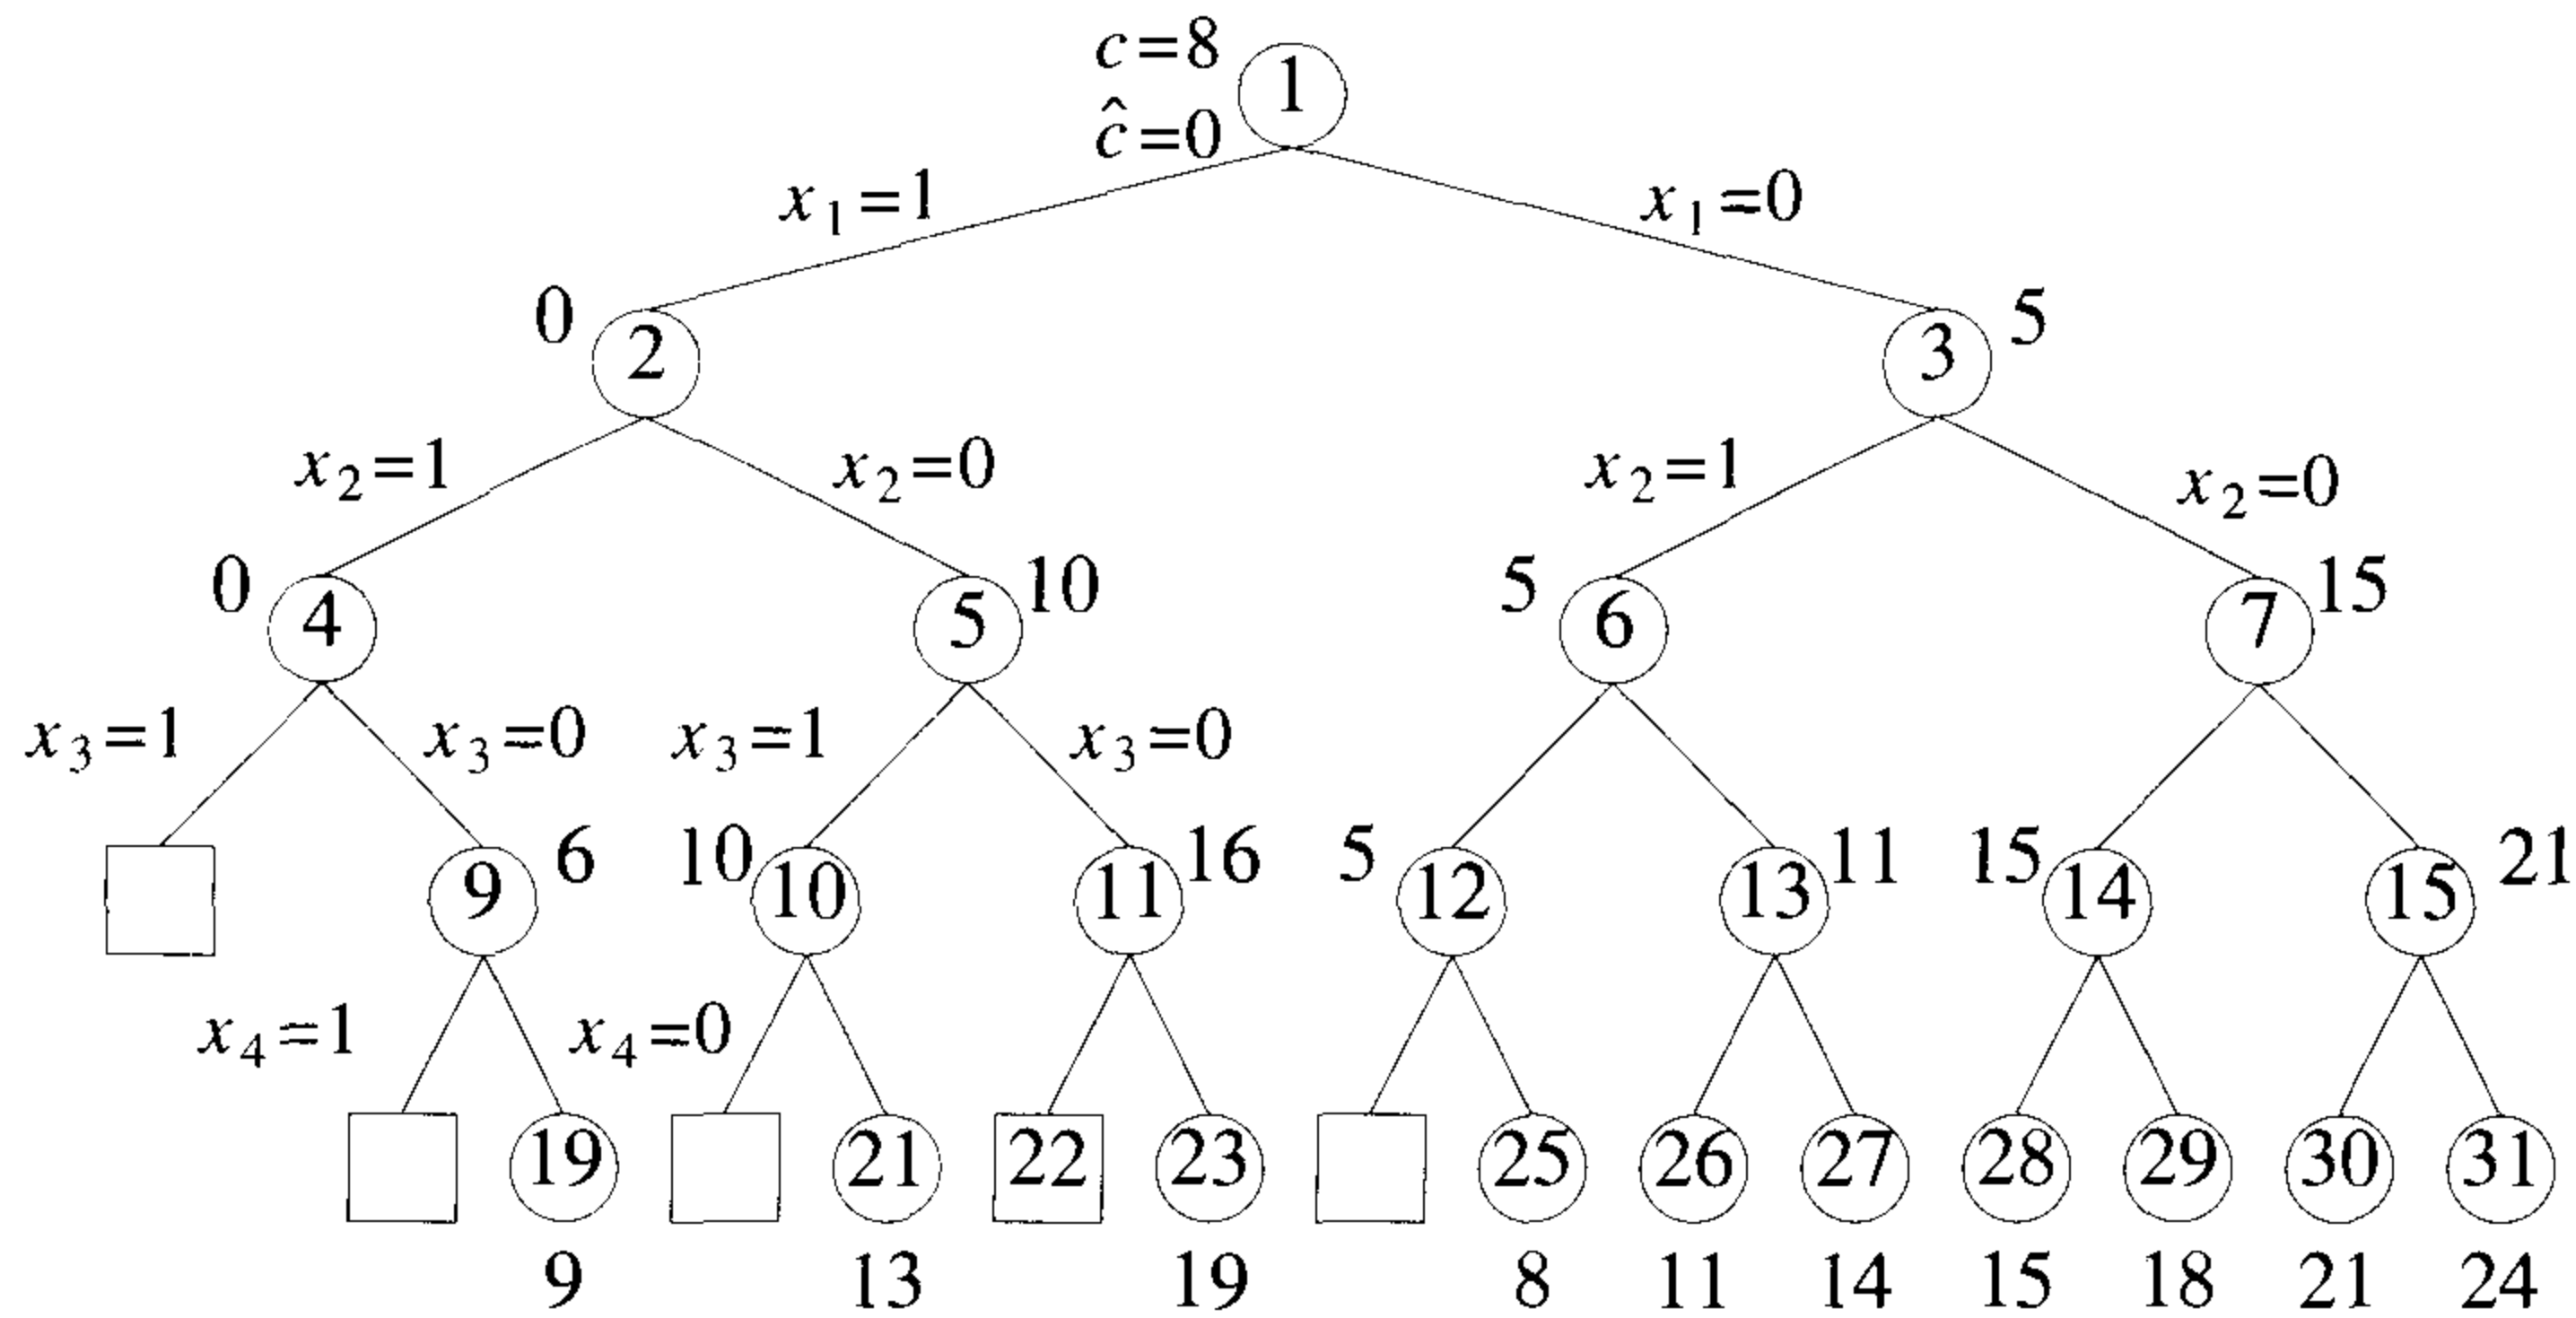 c=8
1
ĉ=0
x1=1 x1=0
0 2 3 5
x2=1 x2=0 x2=1 x2=0
0 4 5 10 5 6 7 15
x3=1 x3=0 x3=1 x3=0
9 6 10 10 11 16 5 12 13 11 15 14 15 21
x4=1 x4=0
19 21 22 23 25 26 27 28 29 30 31
9 13 19 8 11 14 15 18 21 24